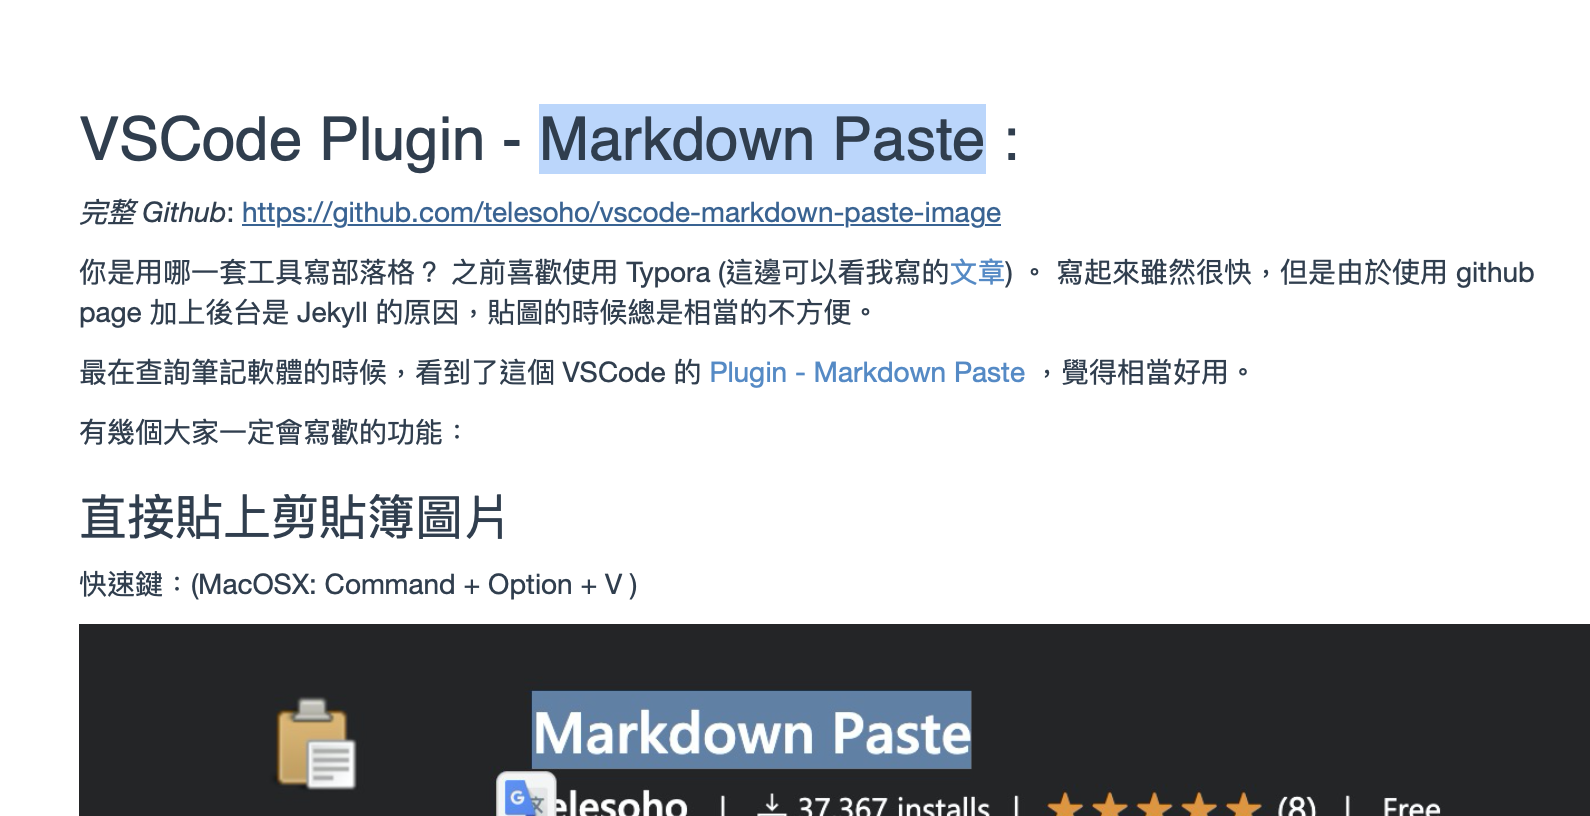 VSCode Plugin - Markdown Paste :
完整 Github: https://github.com/telesoho/vscode-markdown-paste-image
你是用哪一套工具寫部落格？ 之前喜歡使用 Typora (這邊可以看我寫的文章) 。 寫起來雖然很快，但是由於使用 github
page 加上後台是 Jekyll 的原因，貼圖的時候總是相當的不方便。
最在查詢筆記軟體的時候，看到了這個 VSCode 的 Plugin - Markdown Paste ，覺得相當好用。
有幾個大家一定會寫歡的功能：
直接貼上剪貼簿圖片
快速鍵：(MacOSX: Command + Option + V )
Markdown Paste
elesoho | 37,367 installs | (8) | Free